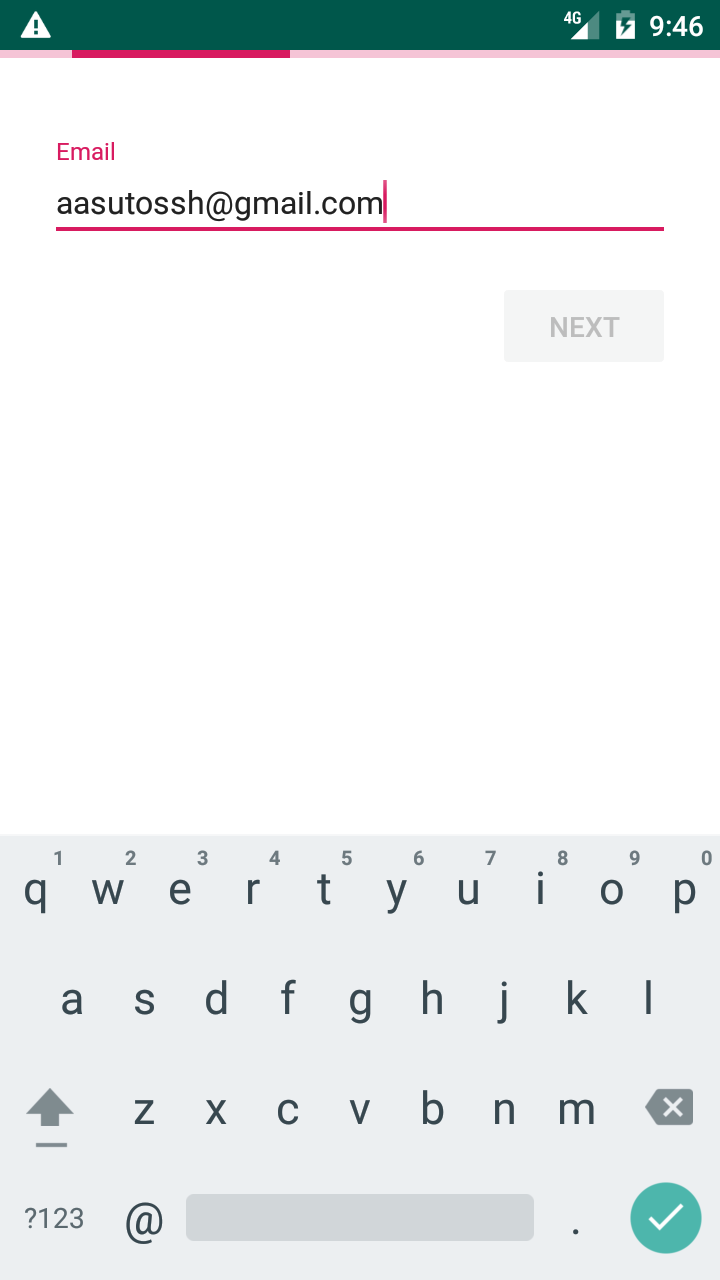 4G 9:46
Email
aasutossh@gmail.com
NEXT
1 2 3 4 5 6 7 8 9 0
q w e r t y u i o p
a s d f g h j k l
z x c v b n m
?123 @ .